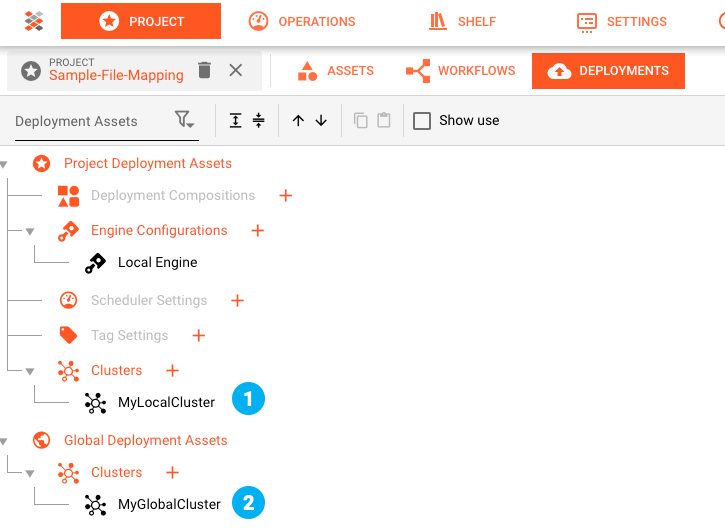 PROJECT
OPERATIONS
SHELF
SETTINGS
PROJECT
Sample-File-Mapping
ASSETS
WORKFLOWS
DEPLOYMENTS
Deployment Assets
Show use
Project Deployment Assets
Deployment Compositions
Engine Configurations
Local Engine
Scheduler Settings
Tag Settings
Clusters
MyLocalCluster 1
Global Deployment Assets
Clusters
MyGlobalCluster 2